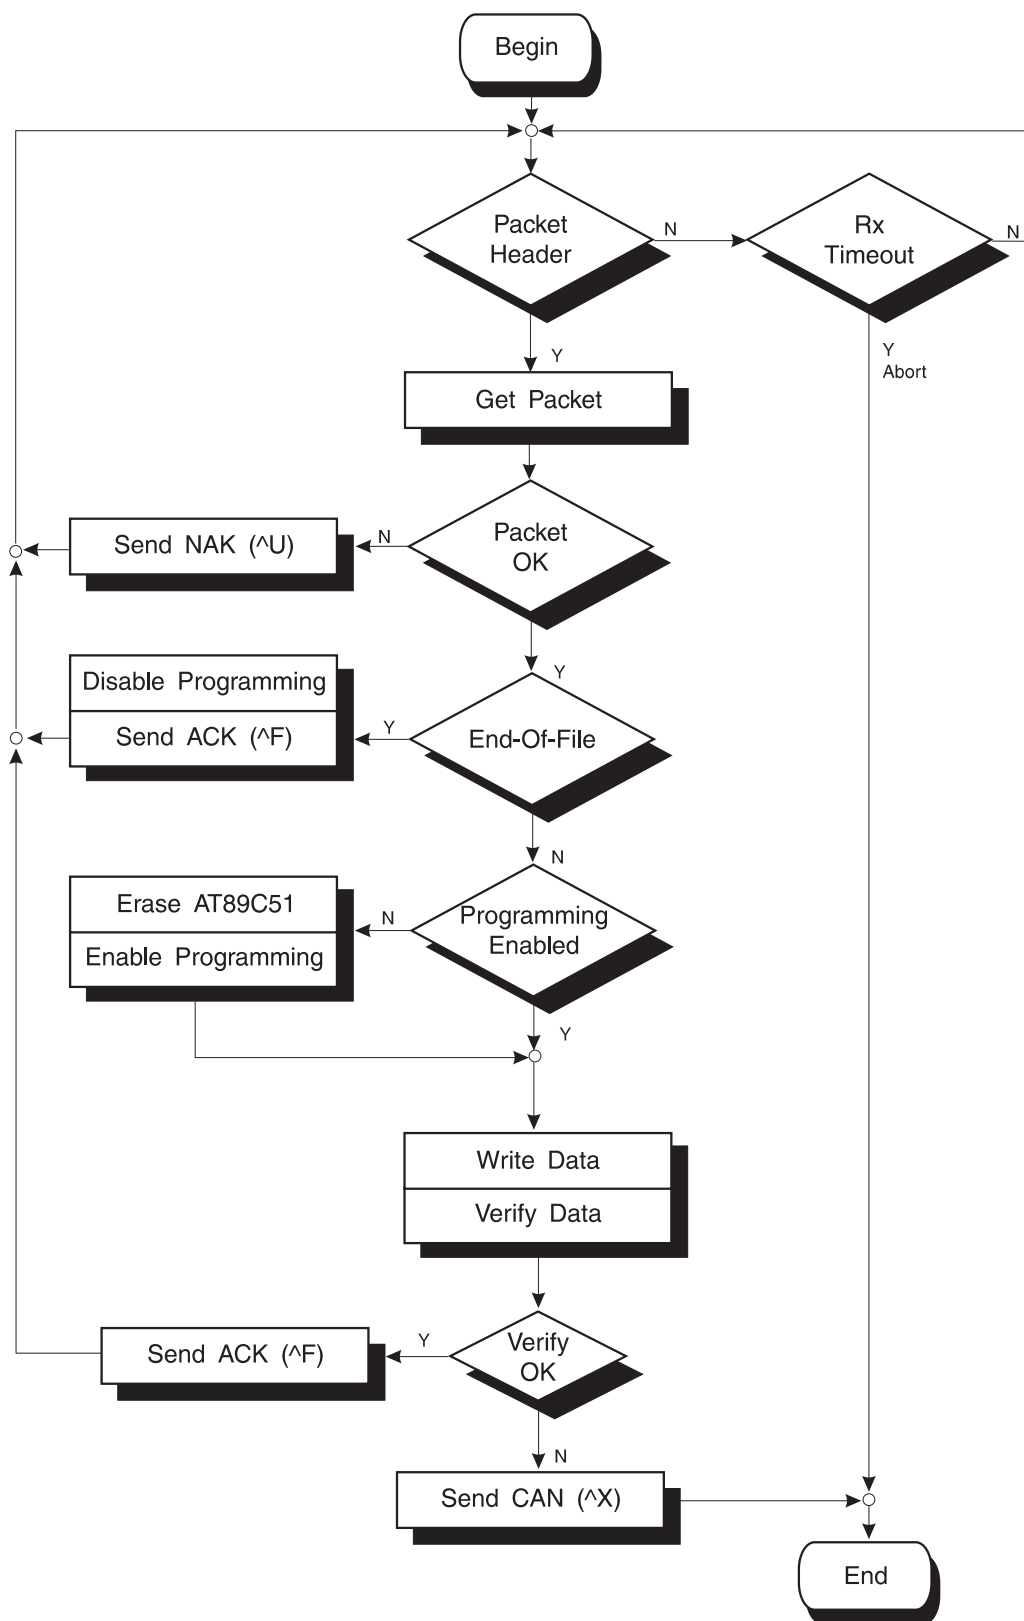 Begin
Packet
Header
N
Rx
Timeout
N
Y
Y
Abort
Get Packet
Packet
OK
N
Send NAK (^U)
Y
Disable Programming
Send ACK (^F)
Y
End-Of-File
N
Erase AT89C51
Enable Programming
N
Programming
Enabled
Y
Write Data
Verify Data
Send ACK (^F)
Y
Verify
OK
N
Send CAN (^X)
End